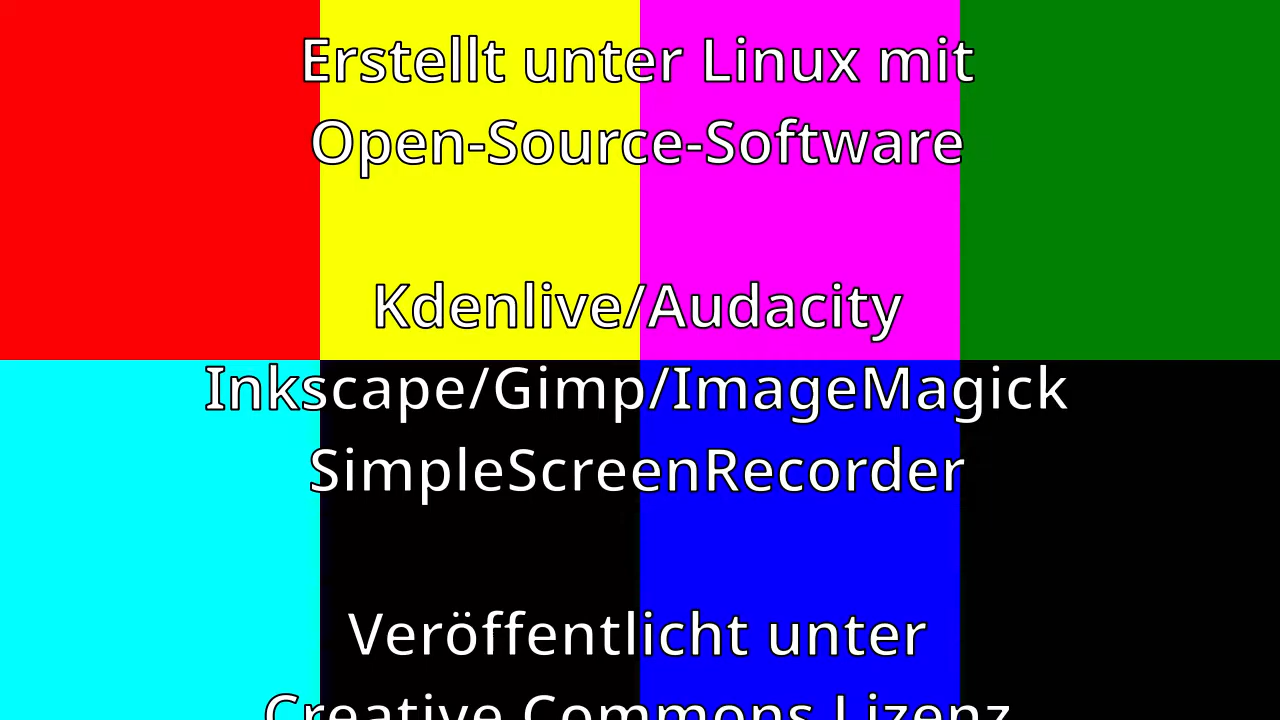 Erstellt unter Linux mit
Open-Source-Software
Kdenlive/Audacity
Inkscape/Gimp/ImageMagick
SimpleScreenRecorder
Veröffentlicht unter
Creative Commons Lizenz